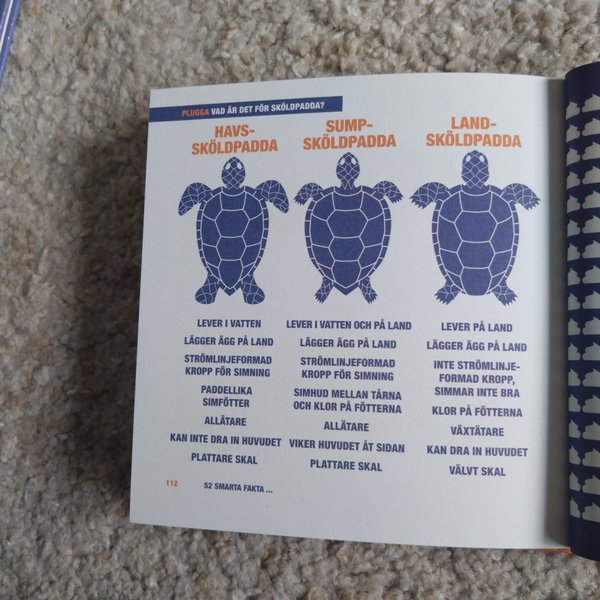 PLUGGA VAD ÄR DET FÖR SKÖLDPADDA?
HAVS-
SKÖLDPADDA
LEVER I VATTEN
LÄGGER ÄGG PÅ LAND
STRÖMLINJEFORMAD
KROPP FÖR SIMNING
PADDELLIKA
SIMFÖTTER
ALLÄTARE
KAN INTE DRA IN HUVUDET
PLATTARE SKAL
SUMP-
SKÖLDPADDA
LEVER I VATTEN OCH PÅ LAND
LÄGGER ÄGG PÅ LAND
STRÖMLINJEFORMAD
KROPP FÖR SIMNING
SIMHUD MELLAN TÅRNA
OCH KLOR PÅ FÖTTERNA
ALLÄTARE
VIKER HUVUDET ÅT SIDAN
PLATTARE SKAL
LAND-
SKÖLDPADDA
LEVER PÅ LAND
LÄGGER ÄGG PÅ LAND
INTE STRÖMLINJE-
FORMAD KROPP,
SIMMAR INTE BRA
KLOR PÅ FÖTTERNA
VÄXTÄTARE
KAN DRA IN HUVUDET
VÄLVT SKAL
112 52 SMARTA FAKTA ...